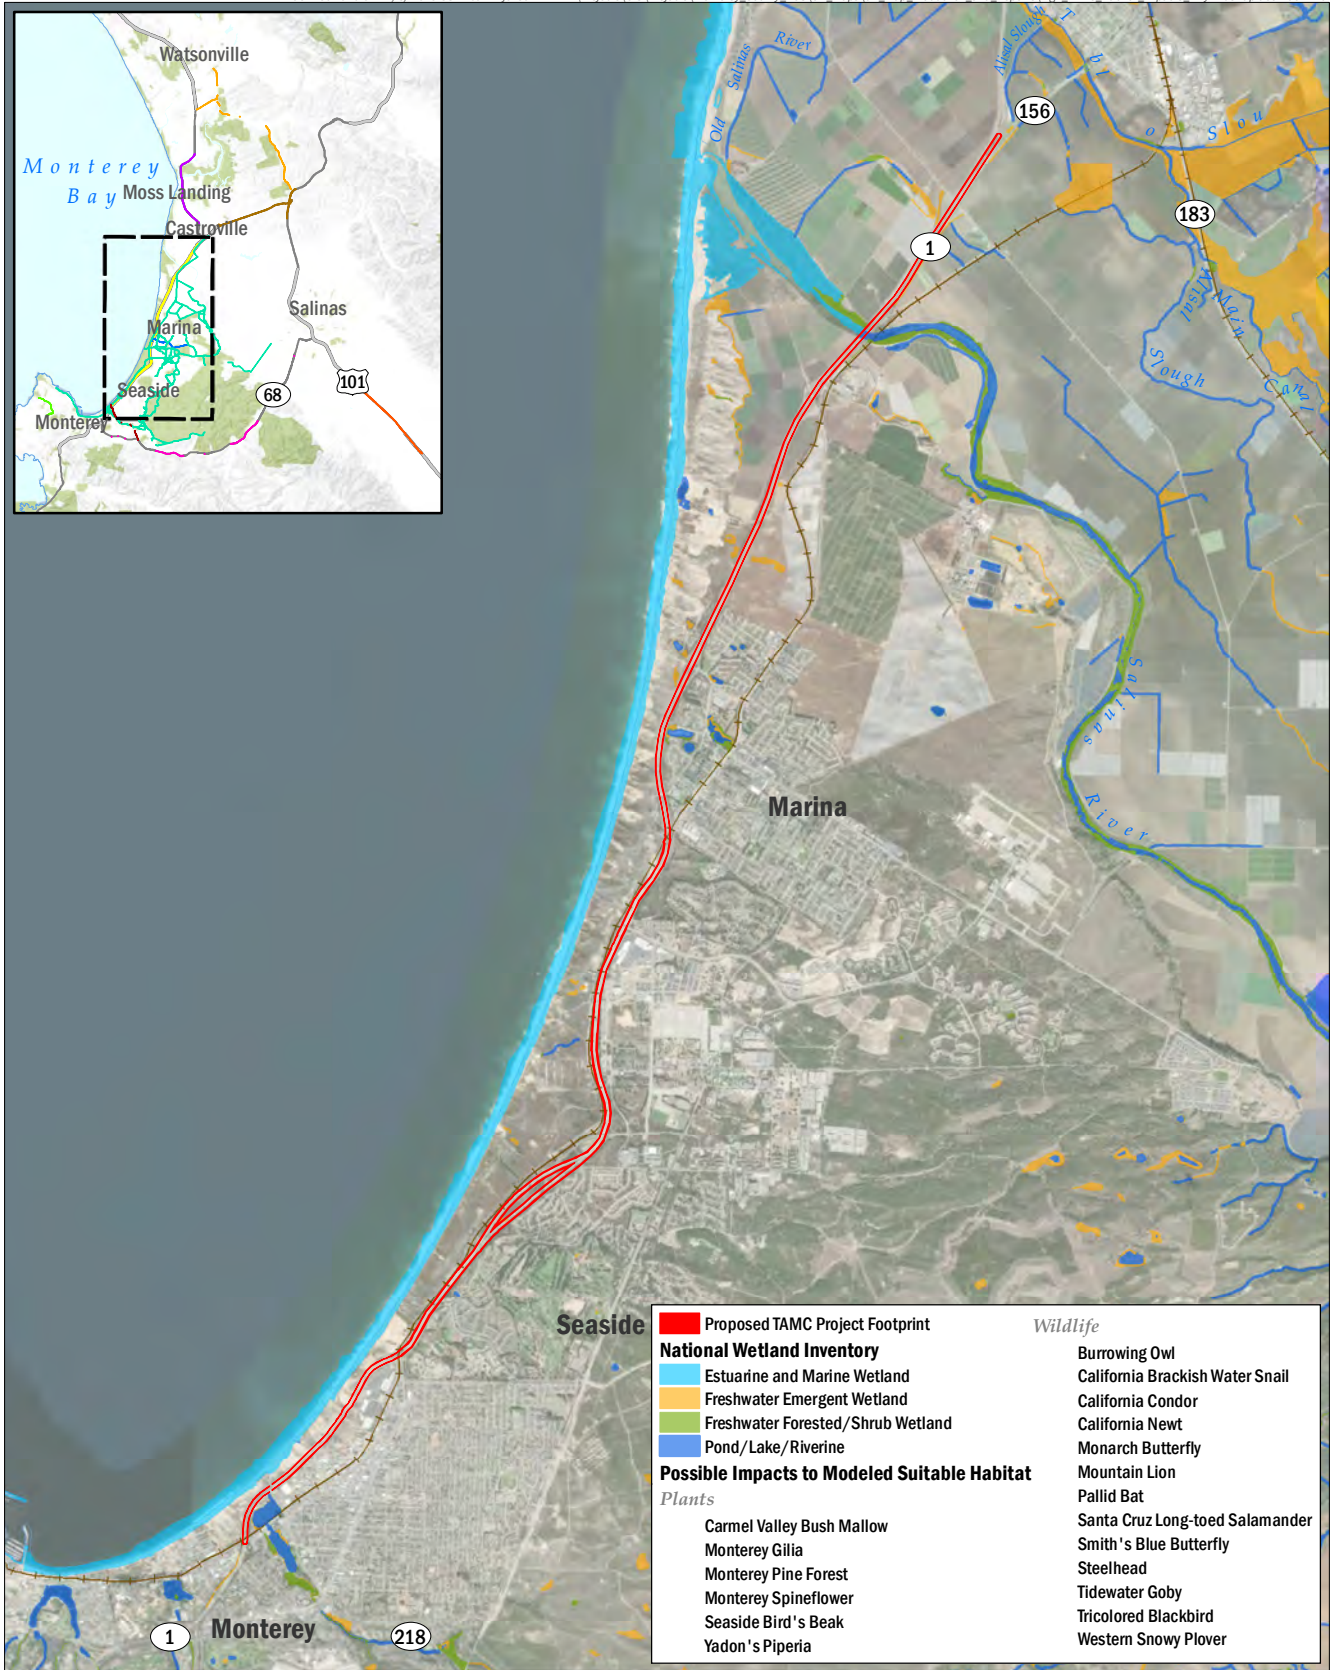 Watsonville
Monterey
Bay
Moss Landing
Castroville
Salinas
Marina
Seaside
Monterey
68
101
Old Salinas River
Alisal Slough
156
1
183
Alisal Slough
Main Canal
Salinas
River
Marina
Seaside
Monterey
1
218
Proposed TAMC Project Footprint
National Wetland Inventory
Estuarine and Marine Wetland
Freshwater Emergent Wetland
Freshwater Forested/Shrub Wetland
Pond/Lake/Riverine
Possible Impacts to Modeled Suitable Habitat
Plants
Carmel Valley Bush Mallow
Monterey Gilia
Monterey Pine Forest
Monterey Spineflower
Seaside Bird's Beak
Yadon's Piperia
Wildlife
Burrowing Owl
California Brackish Water Snail
California Condor
California Newt
Monarch Butterfly
Mountain Lion
Pallid Bat
Santa Cruz Long-toed Salamander
Smith's Blue Butterfly
Steelhead
Tidewater Goby
Tricolored Blackbird
Western Snowy Plover